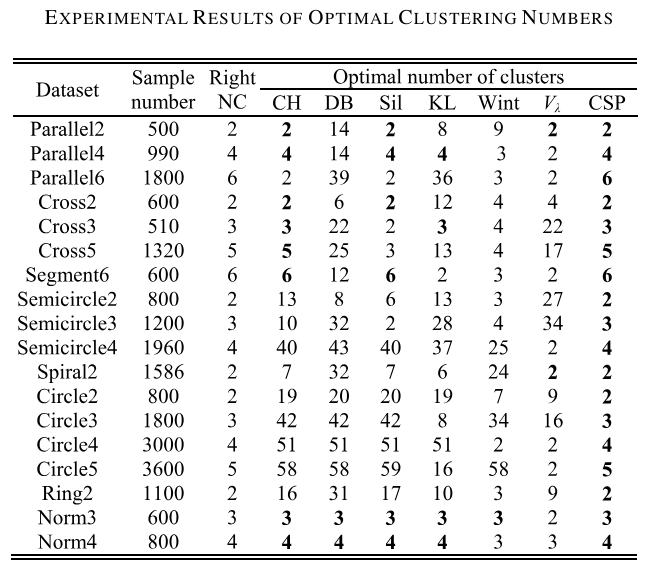 EXPERIMENTAL RESULTS OF OPTIMAL CLUSTERING NUMBERS
Dataset Sample number Right NC Optimal number of clusters
CH DB Sil KL Wint Vλ CSP
Parallel2 500 2 2 14 2 8 9 2 2
Parallel4 990 4 4 14 4 4 3 2 4
Parallel6 1800 6 2 39 2 36 3 2 6
Cross2 600 2 2 6 2 12 4 4 2
Cross3 510 3 3 22 2 3 4 22 3
Cross5 1320 5 5 25 3 13 4 17 5
Segment6 600 6 6 12 6 2 3 2 6
Semicircle2 800 2 13 8 6 13 3 27 2
Semicircle3 1200 3 10 32 2 28 4 34 3
Semicircle4 1960 4 40 43 40 37 25 2 4
Spiral2 1586 2 7 32 7 6 24 2 2
Circle2 800 2 19 20 20 19 7 9 2
Circle3 1800 3 42 42 42 8 34 16 3
Circle4 3000 4 51 51 51 51 2 2 4
Circle5 3600 5 58 58 59 16 58 2 5
Ring2 1100 2 16 31 17 10 3 9 2
Norm3 600 3 3 3 3 3 3 2 3
Norm4 800 4 4 4 4 4 3 3 4